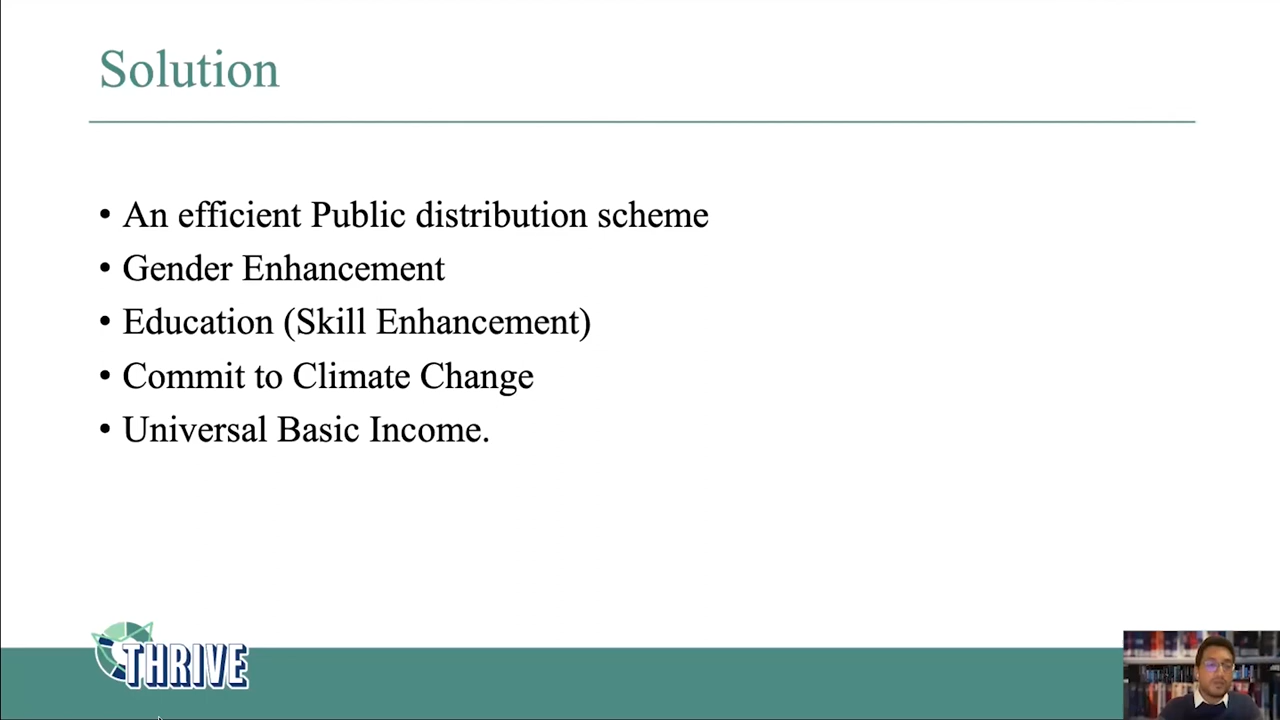 Solution
• An efficient Public distribution scheme
• Gender Enhancement
• Education (Skill Enhancement)
• Commit to Climate Change
• Universal Basic Income.
THRIVE